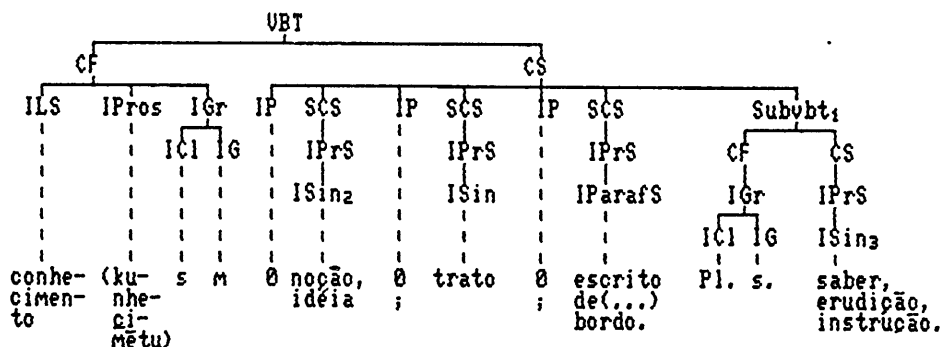 VBT
CF CS
ILS IPros IGr IP SCS IP SCS IP SCS Subvbt₁
ICl IG IPrS IPrS IPrS CF CS
ISin₂ ISin IParafS IGr IPrS
ICl IG ISin₃
conhe- (ku- s m 0 noção, 0 trato 0 escrito Pl. s. saber,
cimen- nhe- idéia ; ; de(...) erudição,
to ci- bordo. instrução.
mētu)